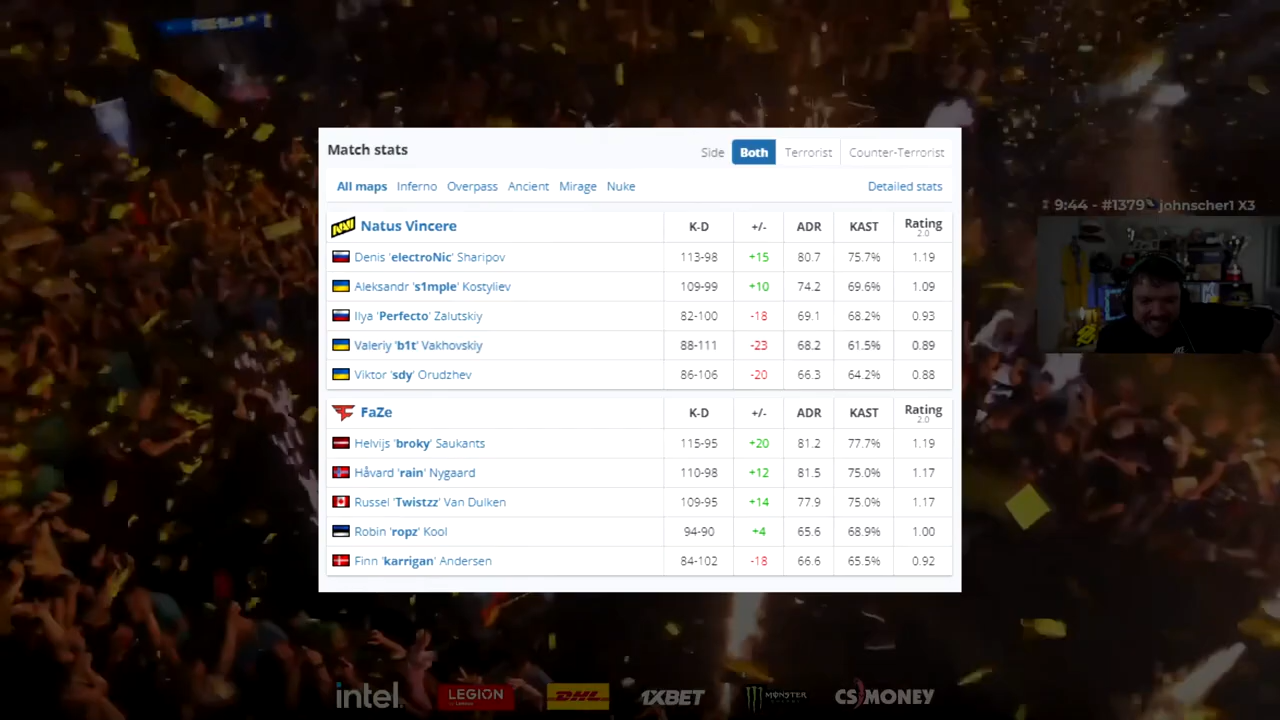 Match stats
Side Both Terrorist Counter-Terrorist
All maps Inferno Overpass Ancient Mirage Nuke Detailed stats
Natus Vincere K-D +/- ADR KAST Rating 2.0
Denis 'electroNic' Sharipov 113-98 +15 80.7 75.7% 1.19
Aleksandr 's1mple' Kostyliev 109-99 +10 74.2 69.6% 1.09
Ilya 'Perfecto' Zalutskiy 82-100 -18 69.1 68.2% 0.93
Valeriy 'b1t' Vakhovskiy 88-111 -23 68.2 61.5% 0.89
Viktor 'sdy' Orudzhev 86-106 -20 66.3 64.2% 0.88
FaZe K-D +/- ADR KAST Rating 2.0
Helvijs 'broky' Saukants 115-95 +20 81.2 77.7% 1.19
Håvard 'rain' Nygaard 110-98 +12 81.5 75.0% 1.17
Russel 'Twistzz' Van Dulken 109-95 +14 77.9 75.0% 1.17
Robin 'ropz' Kool 94-90 +4 65.6 68.9% 1.00
Finn 'karrigan' Andersen 84-102 -18 66.6 65.5% 0.92
9:44 - #1379 johnscher1 X3
intel. LEGION DHL 1XBET MONSTER CS MONEY